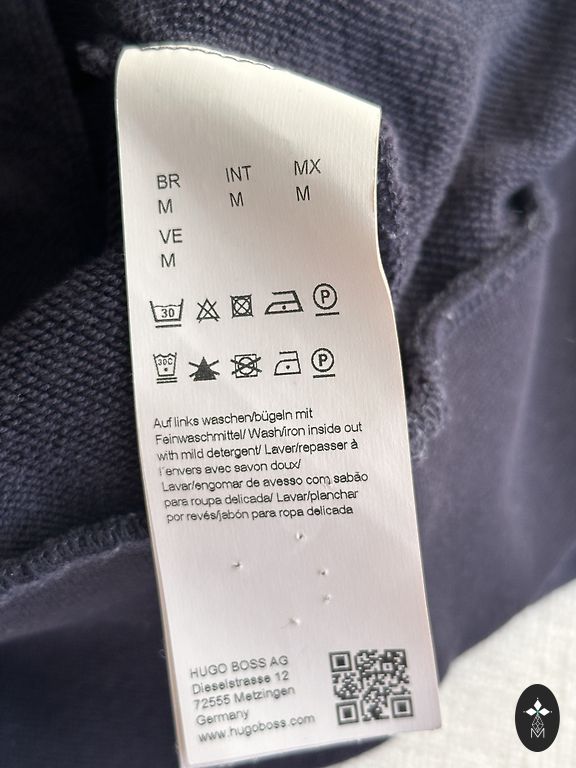 BR INT MX
M M M
VE
M
30 P
30C P
Auf links waschen/bügeln mit
Feinwaschmittel/ Wash/iron inside out
with mild detergent/ Laver/repasser à
l'envers avec savon doux/
Lavar/engomar de avesso com sabão
para roupa delicada/ Lavar/planchar
por revés/jabón para ropa delicada
HUGO BOSS AG
Dieselstrasse 12
72555 Metzingen
Germany
www.hugoboss.com
M